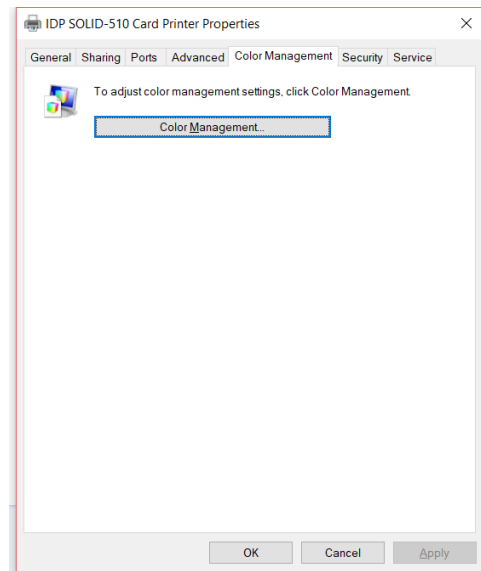 IDP SOLID-510 Card Printer Properties
General Sharing Ports Advanced Color Management Security Service
To adjust color management settings, click Color Management.
Color Management...
OK Cancel Apply